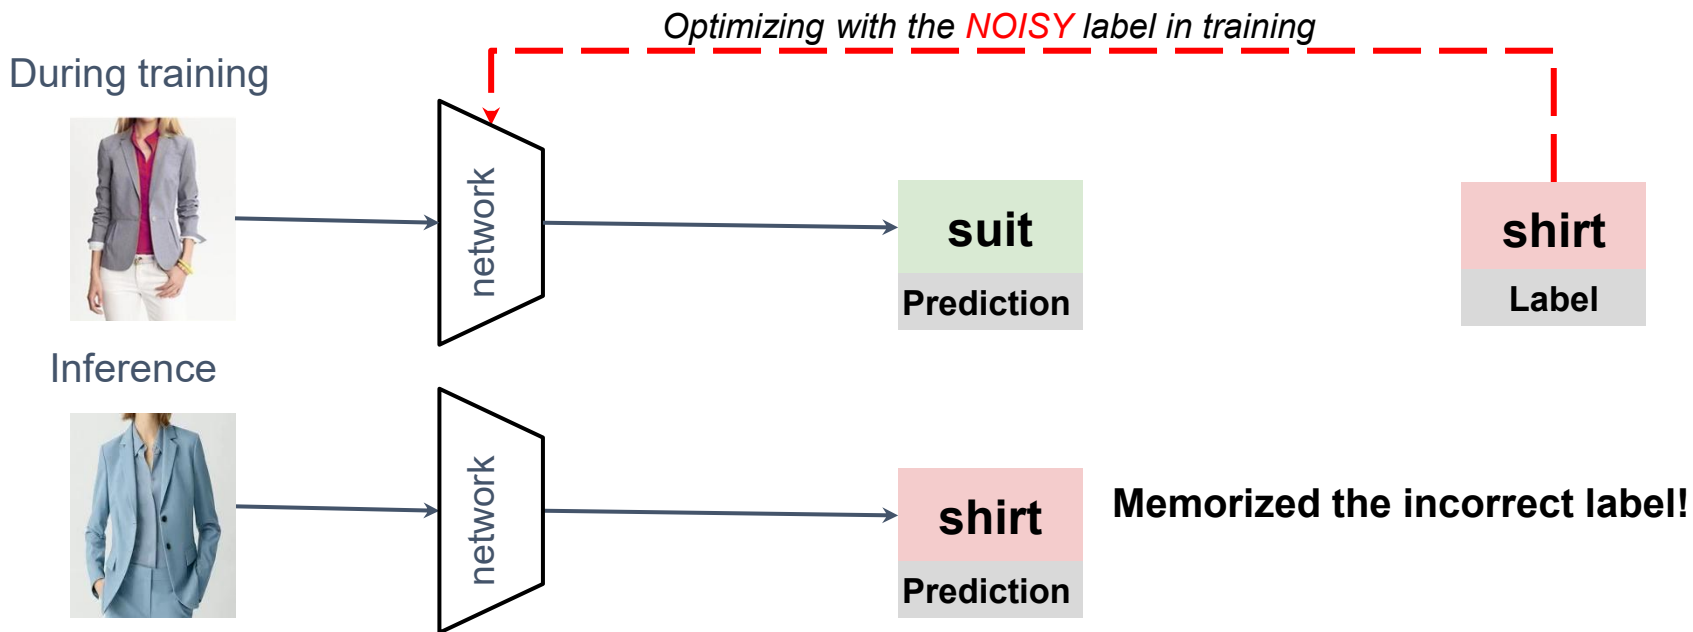 Optimizing with the NOISY label in training
During training
network
suit
Prediction
shirt
Label
Inference
network
shirt
Prediction
Memorized the incorrect label!